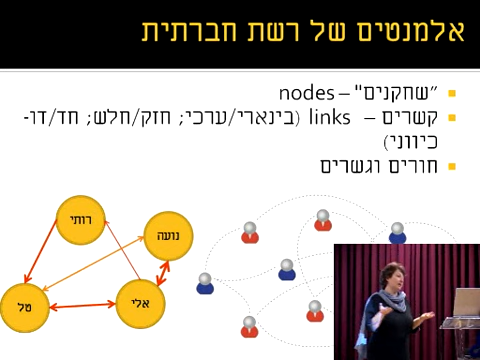 אלמנטים של רשת חברתית
"שחקנים" – nodes
קשרים – links (בינארי/ערכי; חזק/חלש; חד/דו-
כיווני)
חורים וגשרים
רותי
נועה
טל
אלי